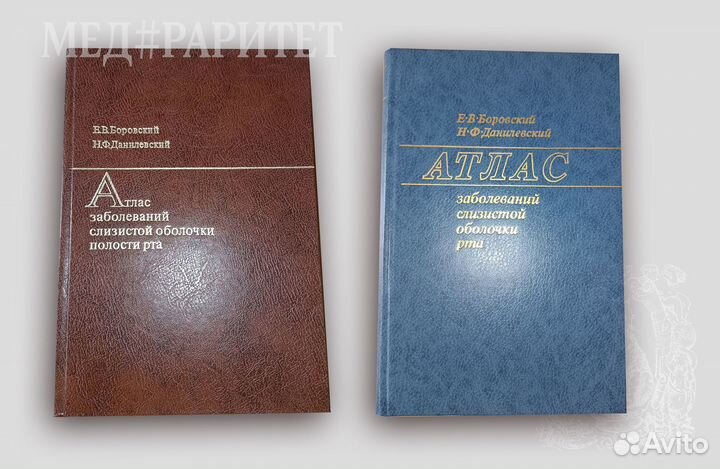 МЕД#РАРИТЕТ
Е.В.Боровский
Н.Ф.Данилевский
Атлас
заболеваний
слизистой оболочки
полости рта
Е·В·Боровский
Н·Ф·Данилевский
АТЛАС
заболеваний
слизистой
оболочки
рта
Avito